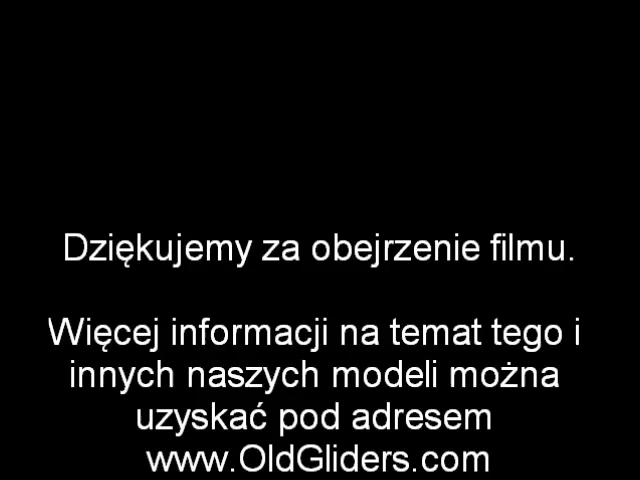 Dziękujemy za obejrzenie filmu.
Więcej informacji na temat tego i
innych naszych modeli można
uzyskać pod adresem
www.OldGliders.com